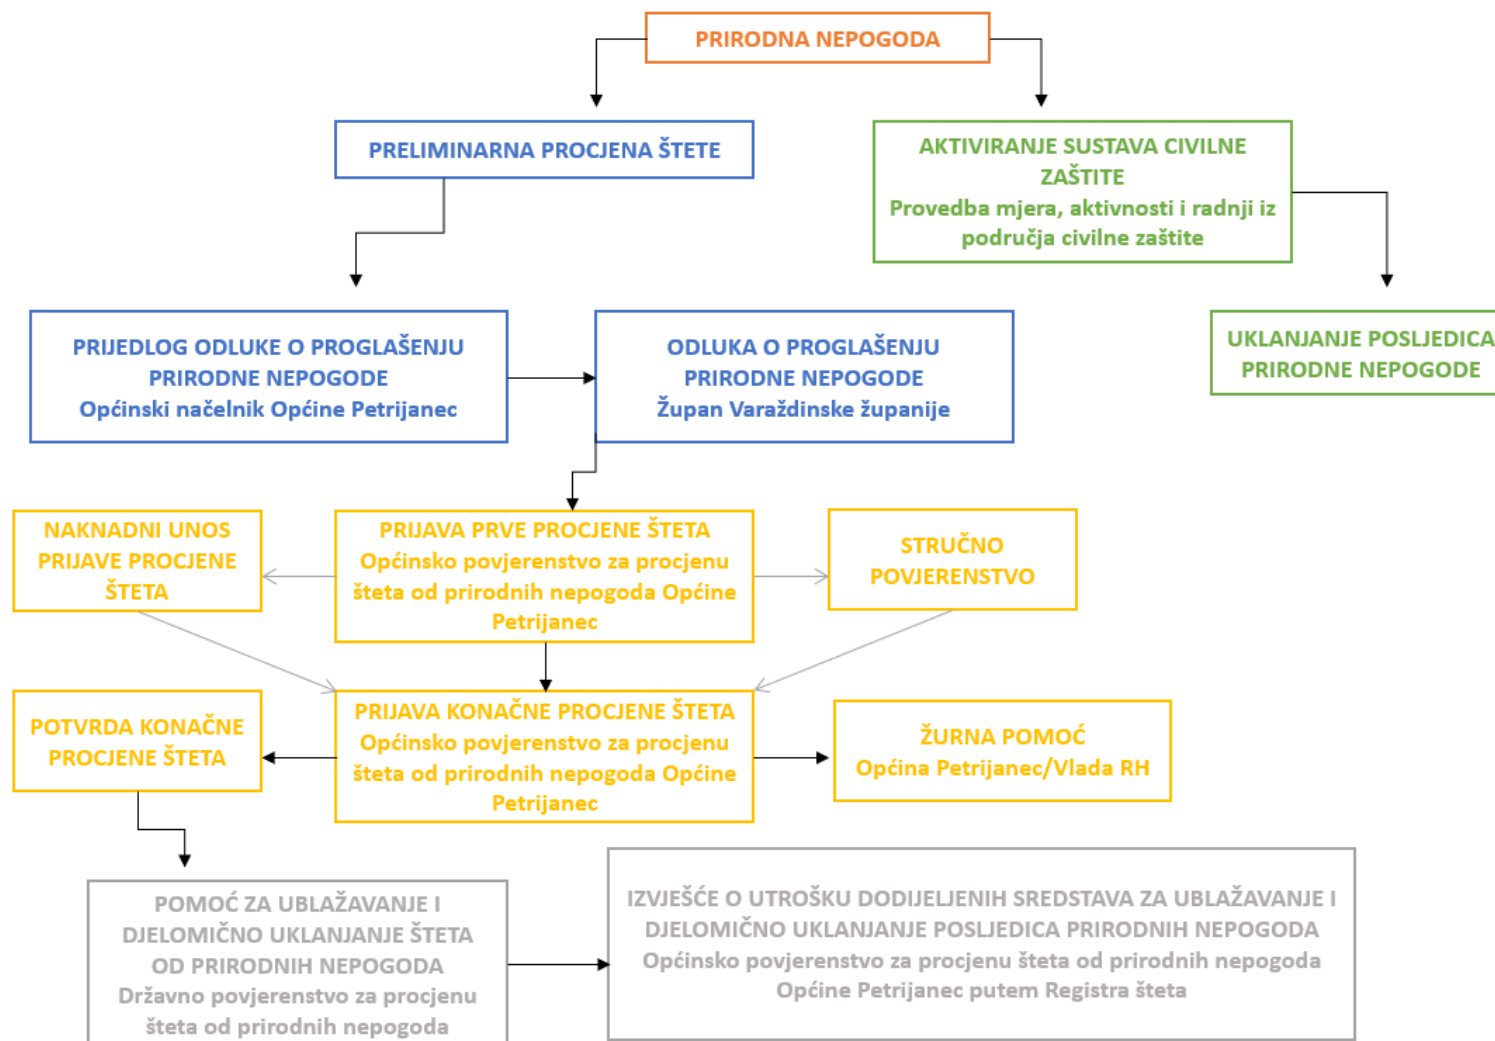 PRIRODNA NEPOGODA
PRELIMINARNA PROCJENA ŠTETE
AKTIVIRANJE SUSTAVA CIVILNE
ZAŠTITE
Provedba mjera, aktivnosti i radnji iz
područja civilne zaštite
PRIJEDLOG ODLUKE O PROGLAŠENJU
PRIRODNE NEPOGODE
Općinski načelnik Općine Petrijanec
ODLUKA O PROGLAŠENJU
PRIRODNE NEPOGODE
Župan Varaždinske županije
UKLANJANJE POSLJEDICA
PRIRODNE NEPOGODE
NAKNADNI UNOS
PRIJAVE PROCJENE
ŠTETA
PRIJAVA PRVE PROCJENE ŠTETA
Općinsko povjerenstvo za procjenu
šteta od prirodnih nepogoda Općine
Petrijanec
STRUČNO
POVJERENSTVO
POTVRDA KONAČNE
PROCJENE ŠTETA
PRIJAVA KONAČNE PROCJENE ŠTETA
Općinsko povjerenstvo za procjenu
šteta od prirodnih nepogoda Općine
Petrijanec
ŽURNA POMOĆ
Općina Petrijanec/Vlada RH
POMOĆ ZA UBLAŽAVANJE I
DJELOMIČNO UKLANJANJE ŠTETA
OD PRIRODNIH NEPOGODA
Državno povjerenstvo za procjenu
šteta od prirodnih nepogoda
IZVJEŠĆE O UTROŠKU DODIJELJENIH SREDSTAVA ZA UBLAŽAVANJE I
DJELOMIČNO UKLANJANJE POSLJEDICA PRIRODNIH NEPOGODA
Općinsko povjerenstvo za procjenu šteta od prirodnih nepogoda
Općine Petrijanec putem Registra šteta